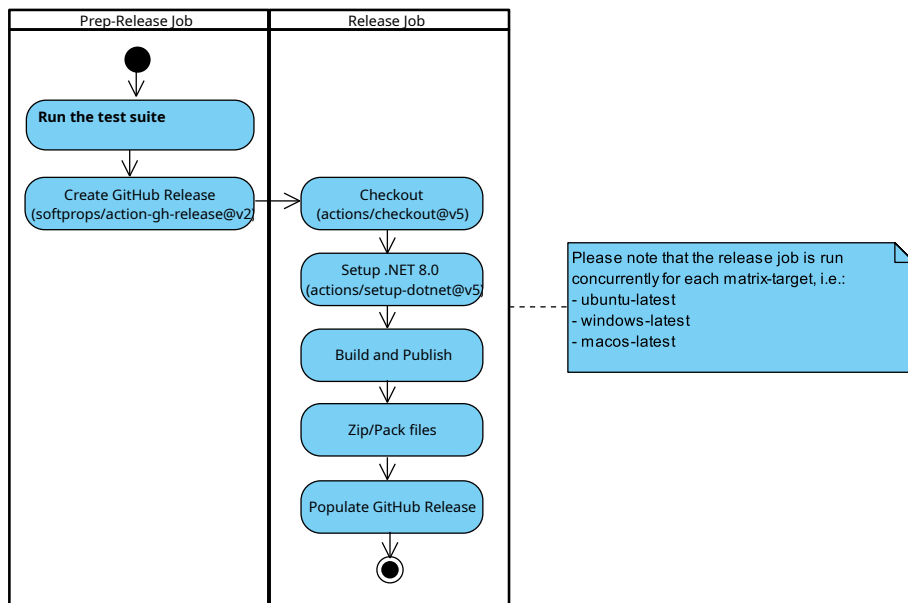 Prep-Release Job
Release Job
Run the test suite
Create GitHub Release
(softprops/action-gh-release@v2)
Checkout
(actions/checkout@v5)
Setup .NET 8.0
(actions/setup-dotnet@v5)
Build and Publish
Zip/Pack files
Populate GitHub Release
Please note that the release job is run
concurrently for each matrix-target, i.e.:
- ubuntu-latest
- windows-latest
- macos-latest